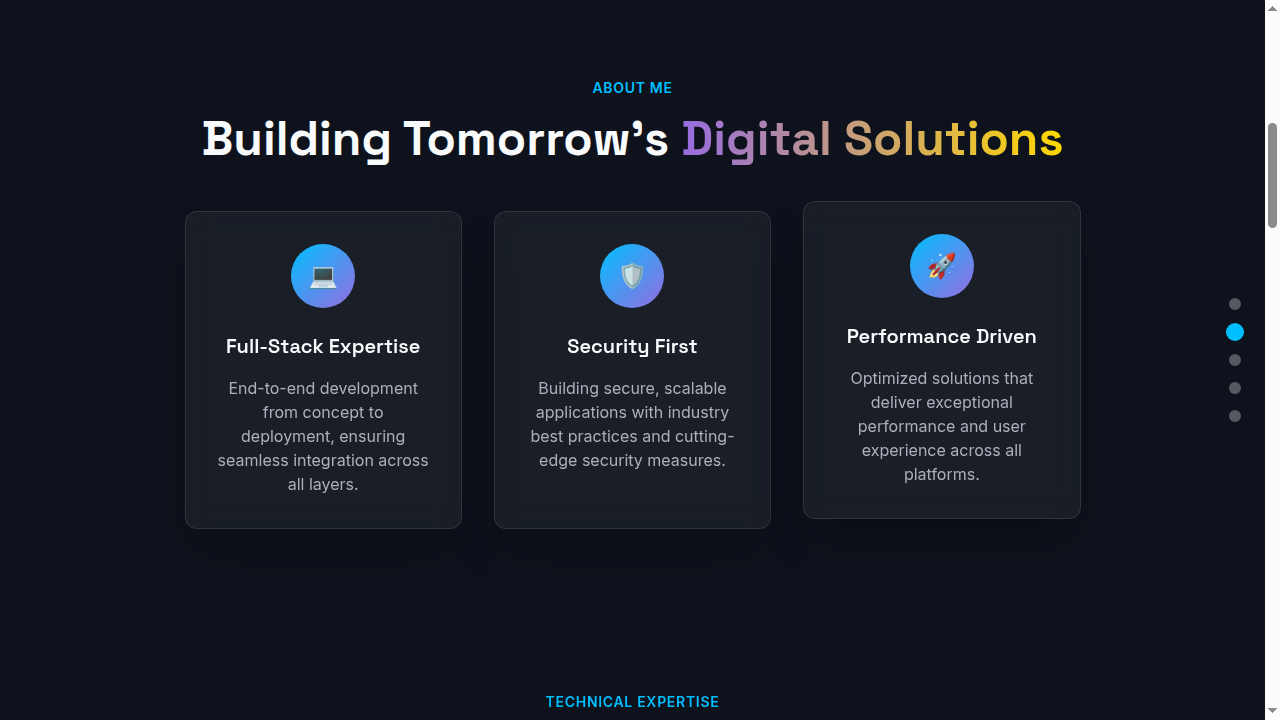 ABOUT ME
Building Tomorrow's Digital Solutions
Full-Stack Expertise
End-to-end development
from concept to
deployment, ensuring
seamless integration across
all layers.
Security First
Building secure, scalable
applications with industry
best practices and cutting-
edge security measures.
Performance Driven
Optimized solutions that
deliver exceptional
performance and user
experience across all
platforms.
TECHNICAL EXPERTISE